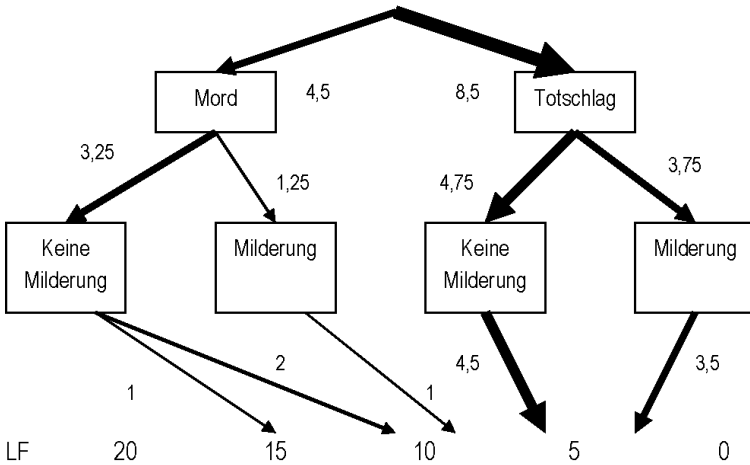 Mord 4,5 8,5 Totschlag
3,25 1,25 4,75 3,75
Keine Milderung Keine Milderung
Milderung Milderung
1 2 1 4,5 3,5
LF 20 15 10 5 0